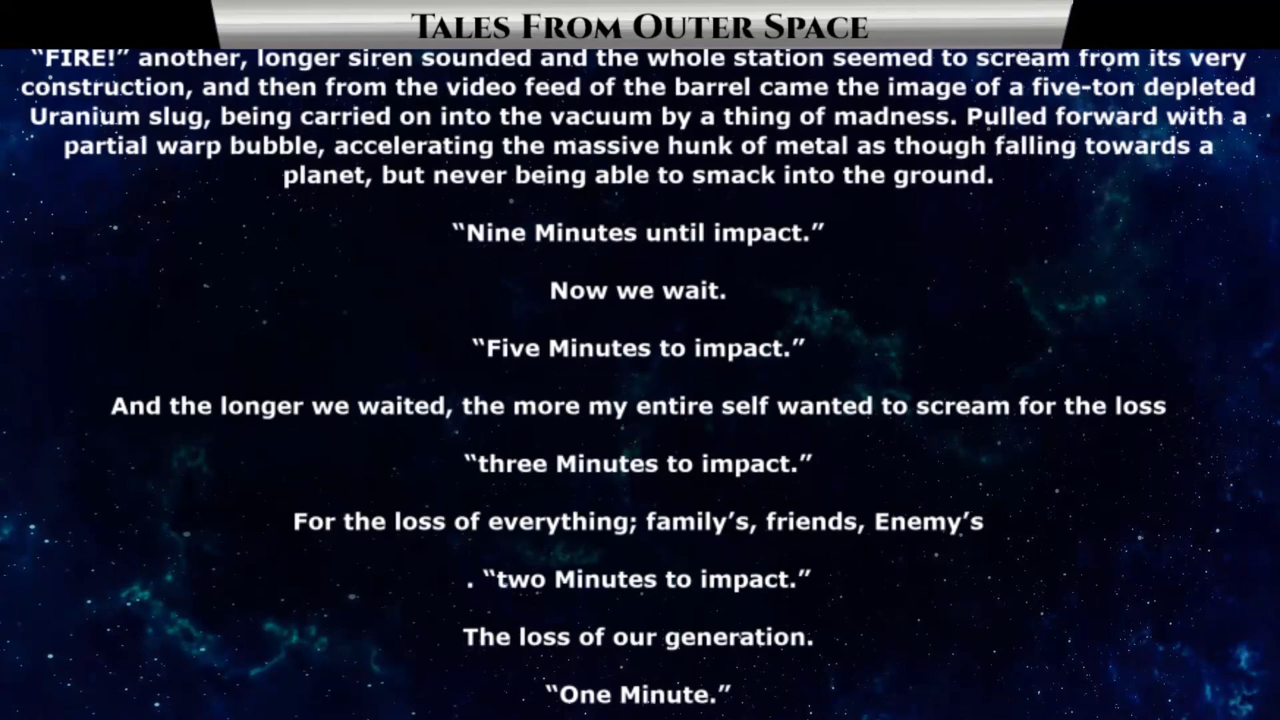 TALES FROM OUTER SPACE
“FIRE!” another, longer siren sounded and the whole station seemed to scream from its very
construction, and then from the video feed of the barrel came the image of a five-ton depleted
Uranium slug, being carried on into the vacuum by a thing of madness. Pulled forward with a
partial warp bubble, accelerating the massive hunk of metal as though falling towards a
planet, but never being able to smack into the ground.
“Nine Minutes until impact.”
Now we wait.
“Five Minutes to impact.”
And the longer we waited, the more my entire self wanted to scream for the loss
“three Minutes to impact.”
For the loss of everything; family’s, friends, Enemy’s
. “two Minutes to impact.”
The loss of our generation.
“One Minute.”